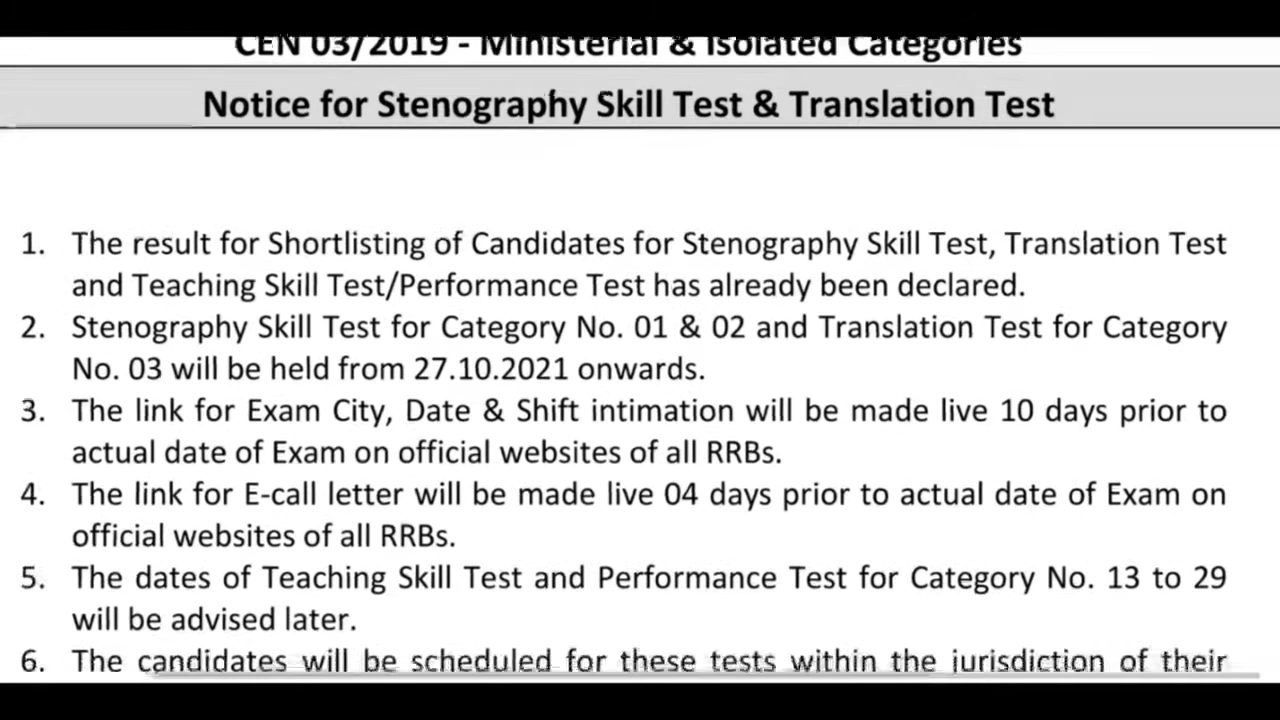 CEN 03/2019 - Ministerial & Isolated Categories
Notice for Stenography Skill Test & Translation Test
1. The result for Shortlisting of Candidates for Stenography Skill Test, Translation Test
and Teaching Skill Test/Performance Test has already been declared.
2. Stenography Skill Test for Category No. 01 & 02 and Translation Test for Category
No. 03 will be held from 27.10.2021 onwards.
3. The link for Exam City, Date & Shift intimation will be made live 10 days prior to
actual date of Exam on official websites of all RRBs.
4. The link for E-call letter will be made live 04 days prior to actual date of Exam on
official websites of all RRBs.
5. The dates of Teaching Skill Test and Performance Test for Category No. 13 to 29
will be advised later.
6. The candidates will be scheduled for these tests within the jurisdiction of their